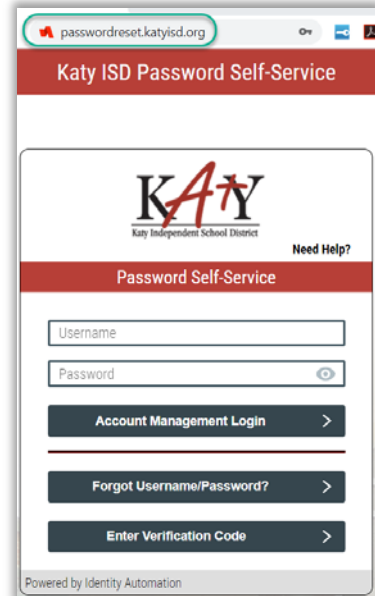 passwordreset.katyisd.org
Katy ISD Password Self-Service
KATY
Katy Independent School District
Need Help?
Password Self-Service
Username
Password
Account Management Login >
Forgot Username/Password? >
Enter Verification Code >
Powered by Identity Automation